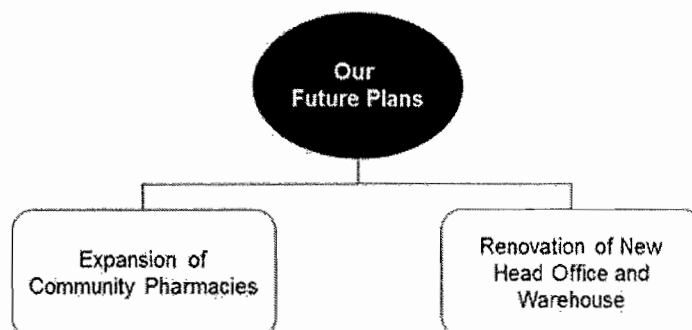 Our
Future Plans
Expansion of
Community Pharmacies
Renovation of New
Head Office and
Warehouse